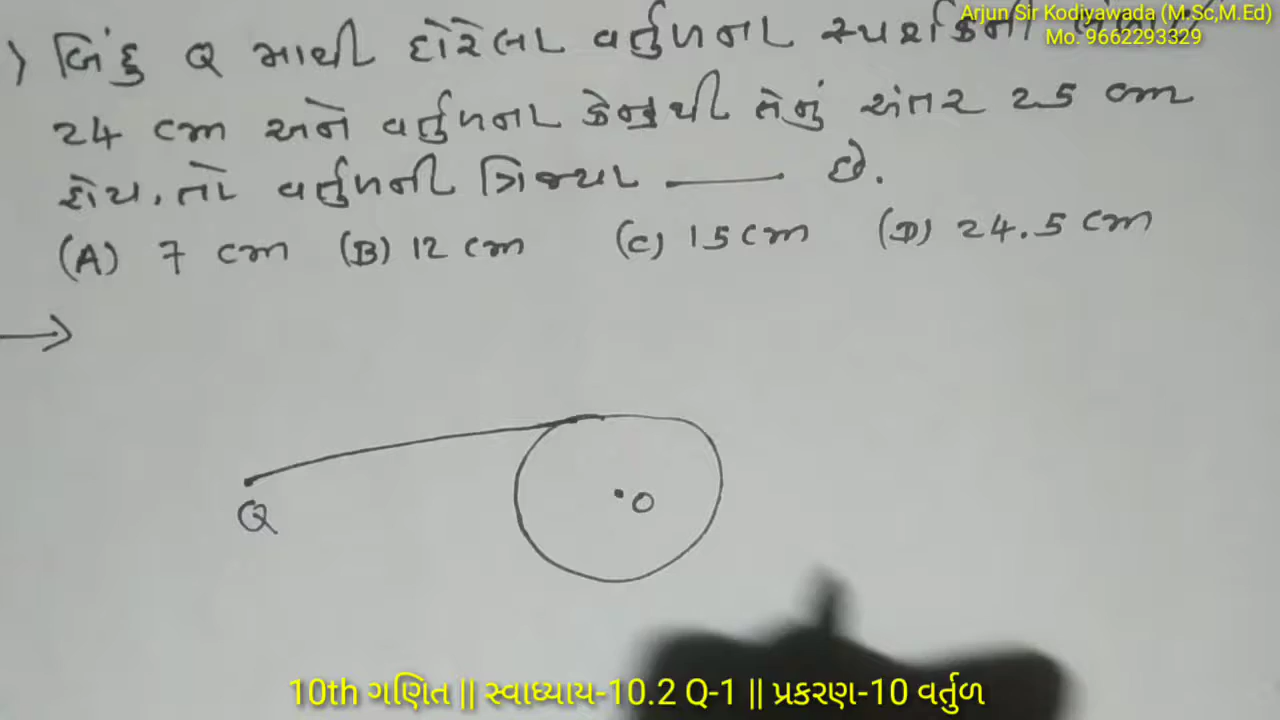 Arjun Sir Kodiyawada (M.Sc,M.Ed)
Mo. 9662293329
) બિંદુ Q માથી દોરેલા વર્તુળના સ્પર્શકની
24 cm અને વર્તુળના કેન્દ્રથી તેનું અંતર 25 cm
હોય, તો વર્તુળની ત્રિજ્યા ____ છે.
(A) 7 cm (B) 12 cm (C) 15 cm (D) 24.5 cm
→
Q
O
10th ગણિત || સ્વાધ્યાય-10.2 Q-1 || પ્રકરણ-10 વર્તુળ